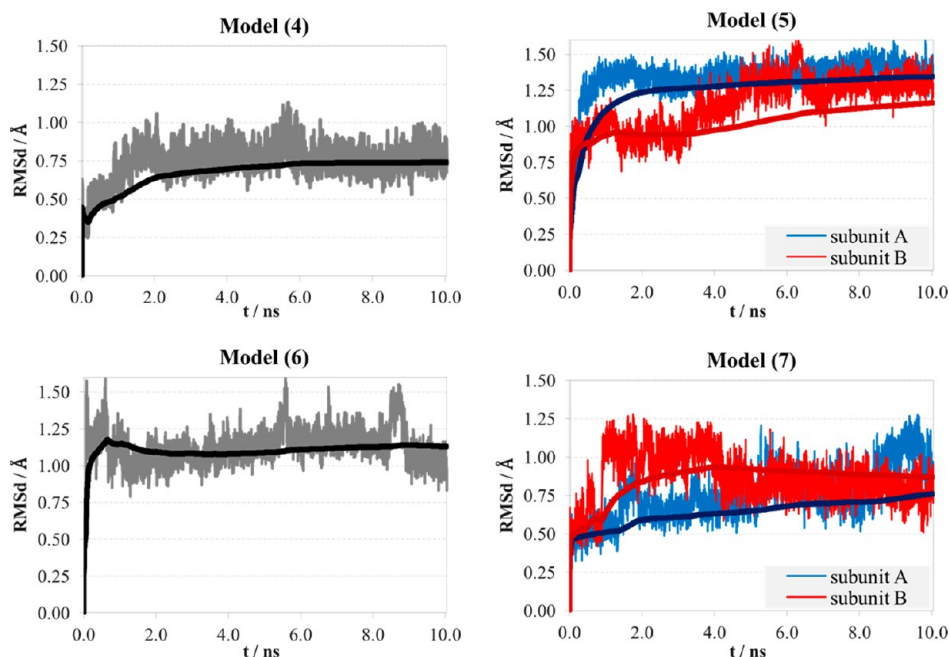 Model (4)
1.50
1.25
1.00
0.75
0.50
0.25
0.00
RMSd / Å
0.0 2.0 4.0 6.0 8.0 10.0
t / ns
Model (5)
1.50
1.25
1.00
0.75
0.50
0.25
0.00
RMSd / Å
subunit A
subunit B
0.0 2.0 4.0 6.0 8.0 10.0
t / ns
Model (6)
1.50
1.25
1.00
0.75
0.50
0.25
0.00
RMSd / Å
0.0 2.0 4.0 6.0 8.0 10.0
t / ns
Model (7)
1.50
1.25
1.00
0.75
0.50
0.25
0.00
RMSd / Å
subunit A
subunit B
0.0 2.0 4.0 6.0 8.0 10.0
t / ns